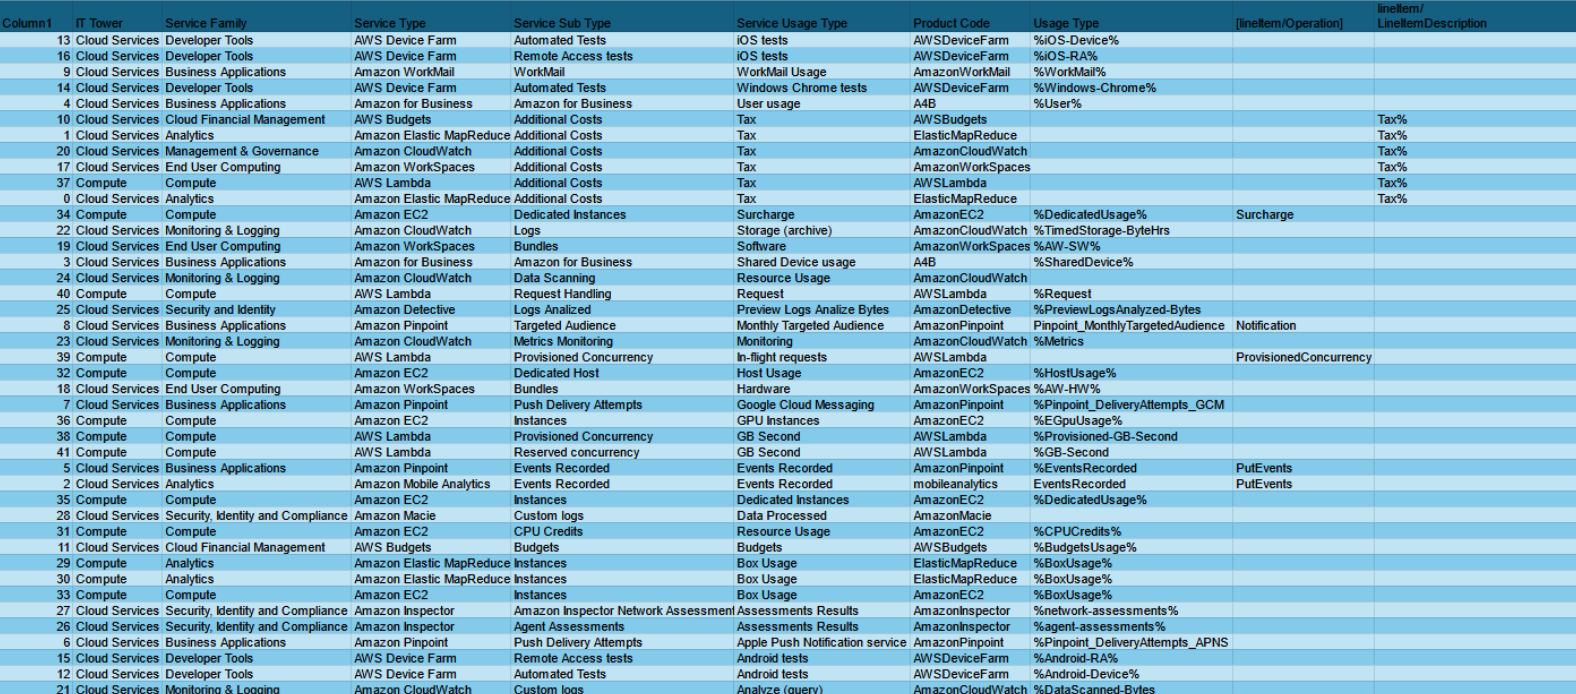 lineItem/
Column1 IT Tower Service Family Service Type Service Sub Type Service Usage Type Product Code Usage Type [lineItem/Operation] LineItemDescription
13 Cloud Services Developer Tools AWS Device Farm Automated Tests iOS tests AWSDeviceFarm %iOS-Device%
16 Cloud Services Developer Tools AWS Device Farm Remote Access tests iOS tests AWSDeviceFarm %iOS-RA%
9 Cloud Services Business Applications Amazon WorkMail WorkMail WorkMail Usage AmazonWorkMail %WorkMail%
14 Cloud Services Developer Tools AWS Device Farm Automated Tests Windows Chrome tests AWSDeviceFarm %Windows-Chrome%
4 Cloud Services Business Applications Amazon for Business Amazon for Business User usage A4B %User%
10 Cloud Services Cloud Financial Management AWS Budgets Additional Costs Tax AWSBudgets Tax%
1 Cloud Services Analytics Amazon Elastic MapReduce Additional Costs Tax ElasticMapReduce Tax%
20 Cloud Services Management & Governance Amazon CloudWatch Additional Costs Tax AmazonCloudWatch Tax%
17 Cloud Services End User Computing Amazon WorkSpaces Additional Costs Tax AmazonWorkSpaces Tax%
37 Compute Compute AWS Lambda Additional Costs Tax AWSLambda Tax%
0 Cloud Services Analytics Amazon Elastic MapReduce Additional Costs Tax ElasticMapReduce Tax%
34 Compute Compute Amazon EC2 Dedicated Instances Surcharge AmazonEC2 %DedicatedUsage% Surcharge
22 Cloud Services Monitoring & Logging Amazon CloudWatch Logs Storage (archive) AmazonCloudWatch %TimedStorage-ByteHrs
19 Cloud Services End User Computing Amazon WorkSpaces Bundles Software AmazonWorkSpaces %AW-SW%
3 Cloud Services Business Applications Amazon for Business Amazon for Business Shared Device usage A4B %SharedDevice%
24 Cloud Services Monitoring & Logging Amazon CloudWatch Data Scanning Resource Usage AmazonCloudWatch
40 Compute Compute AWS Lambda Request Handling Request AWSLambda %Request
25 Cloud Services Security and Identity Amazon Detective Logs Analized Preview Logs Analize Bytes AmazonDetective %PreviewLogsAnalyzed-Bytes
8 Cloud Services Business Applications Amazon Pinpoint Targeted Audience Monthly Targeted Audience AmazonPinpoint Pinpoint_MonthlyTargetedAudience Notification
23 Cloud Services Monitoring & Logging Amazon CloudWatch Metrics Monitoring Monitoring AmazonCloudWatch %Metrics
39 Compute Compute AWS Lambda Provisioned Concurrency In-flight requests AWSLambda ProvisionedConcurrency
32 Compute Compute Amazon EC2 Dedicated Host Host Usage AmazonEC2 %HostUsage%
18 Cloud Services End User Computing Amazon WorkSpaces Bundles Hardware AmazonWorkSpaces %AW-HW%
7 Cloud Services Business Applications Amazon Pinpoint Push Delivery Attempts Google Cloud Messaging AmazonPinpoint %Pinpoint_DeliveryAttempts_GCM
36 Compute Compute Amazon EC2 Instances GPU Instances AmazonEC2 %EGpuUsage%
38 Compute Compute AWS Lambda Provisioned Concurrency GB Second AWSLambda %Provisioned-GB-Second
41 Compute Compute AWS Lambda Reserved concurrency GB Second AWSLambda %GB-Second
5 Cloud Services Business Applications Amazon Pinpoint Events Recorded Events Recorded AmazonPinpoint %EventsRecorded PutEvents
2 Cloud Services Analytics Amazon Mobile Analytics Events Recorded Events Recorded mobileanalytics EventsRecorded PutEvents
35 Compute Compute Amazon EC2 Instances Dedicated Instances AmazonEC2 %DedicatedUsage%
28 Cloud Services Security, Identity and Compliance Amazon Macie Custom logs Data Processed AmazonMacie
31 Compute Compute Amazon EC2 CPU Credits Resource Usage AmazonEC2 %CPUCredits%
11 Cloud Services Cloud Financial Management AWS Budgets Budgets Budgets AWSBudgets %BudgetsUsage%
29 Compute Analytics Amazon Elastic MapReduce Instances Box Usage ElasticMapReduce %BoxUsage%
30 Compute Analytics Amazon Elastic MapReduce Instances Box Usage ElasticMapReduce %BoxUsage%
33 Compute Compute Amazon EC2 Instances Box Usage AmazonEC2 %BoxUsage%
27 Cloud Services Security, Identity and Compliance Amazon Inspector Amazon Inspector Network Assessment Assessments Results AmazonInspector %network-assessments%
26 Cloud Services Security, Identity and Compliance Amazon Inspector Agent Assessments Assessments Results AmazonInspector %agent-assessments%
6 Cloud Services Business Applications Amazon Pinpoint Push Delivery Attempts Apple Push Notification service AmazonPinpoint %Pinpoint_DeliveryAttempts_APNS
15 Cloud Services Developer Tools AWS Device Farm Remote Access tests Android tests AWSDeviceFarm %Android-RA%
12 Cloud Services Developer Tools AWS Device Farm Automated Tests Android tests AWSDeviceFarm %Android-Device%
21 Cloud Services Monitoring & Logging Amazon CloudWatch Custom logs Analyze (query) AmazonCloudWatch %DataScanned-Bytes